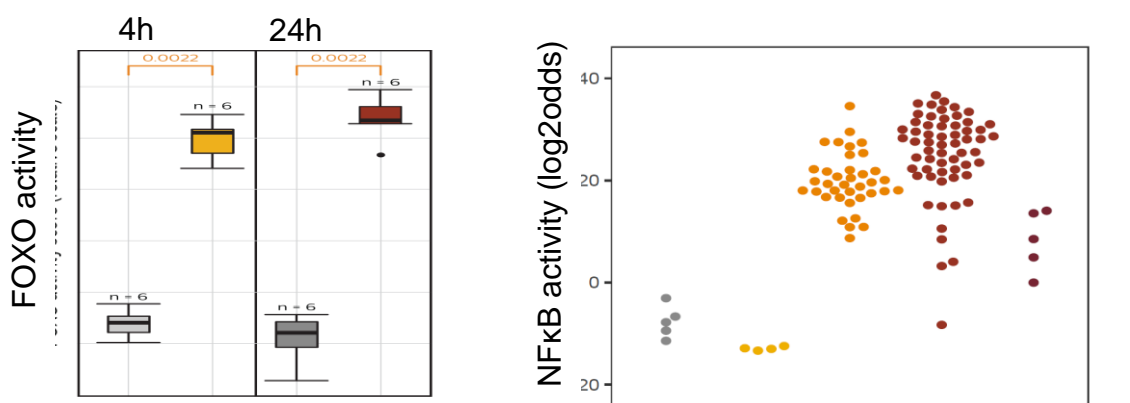 4h
24h
0.0022
0.0022
n = 6
n = 6
n = 6
n = 6
FOXO activity
NFκB activity (log2odds)
40
20
0
20